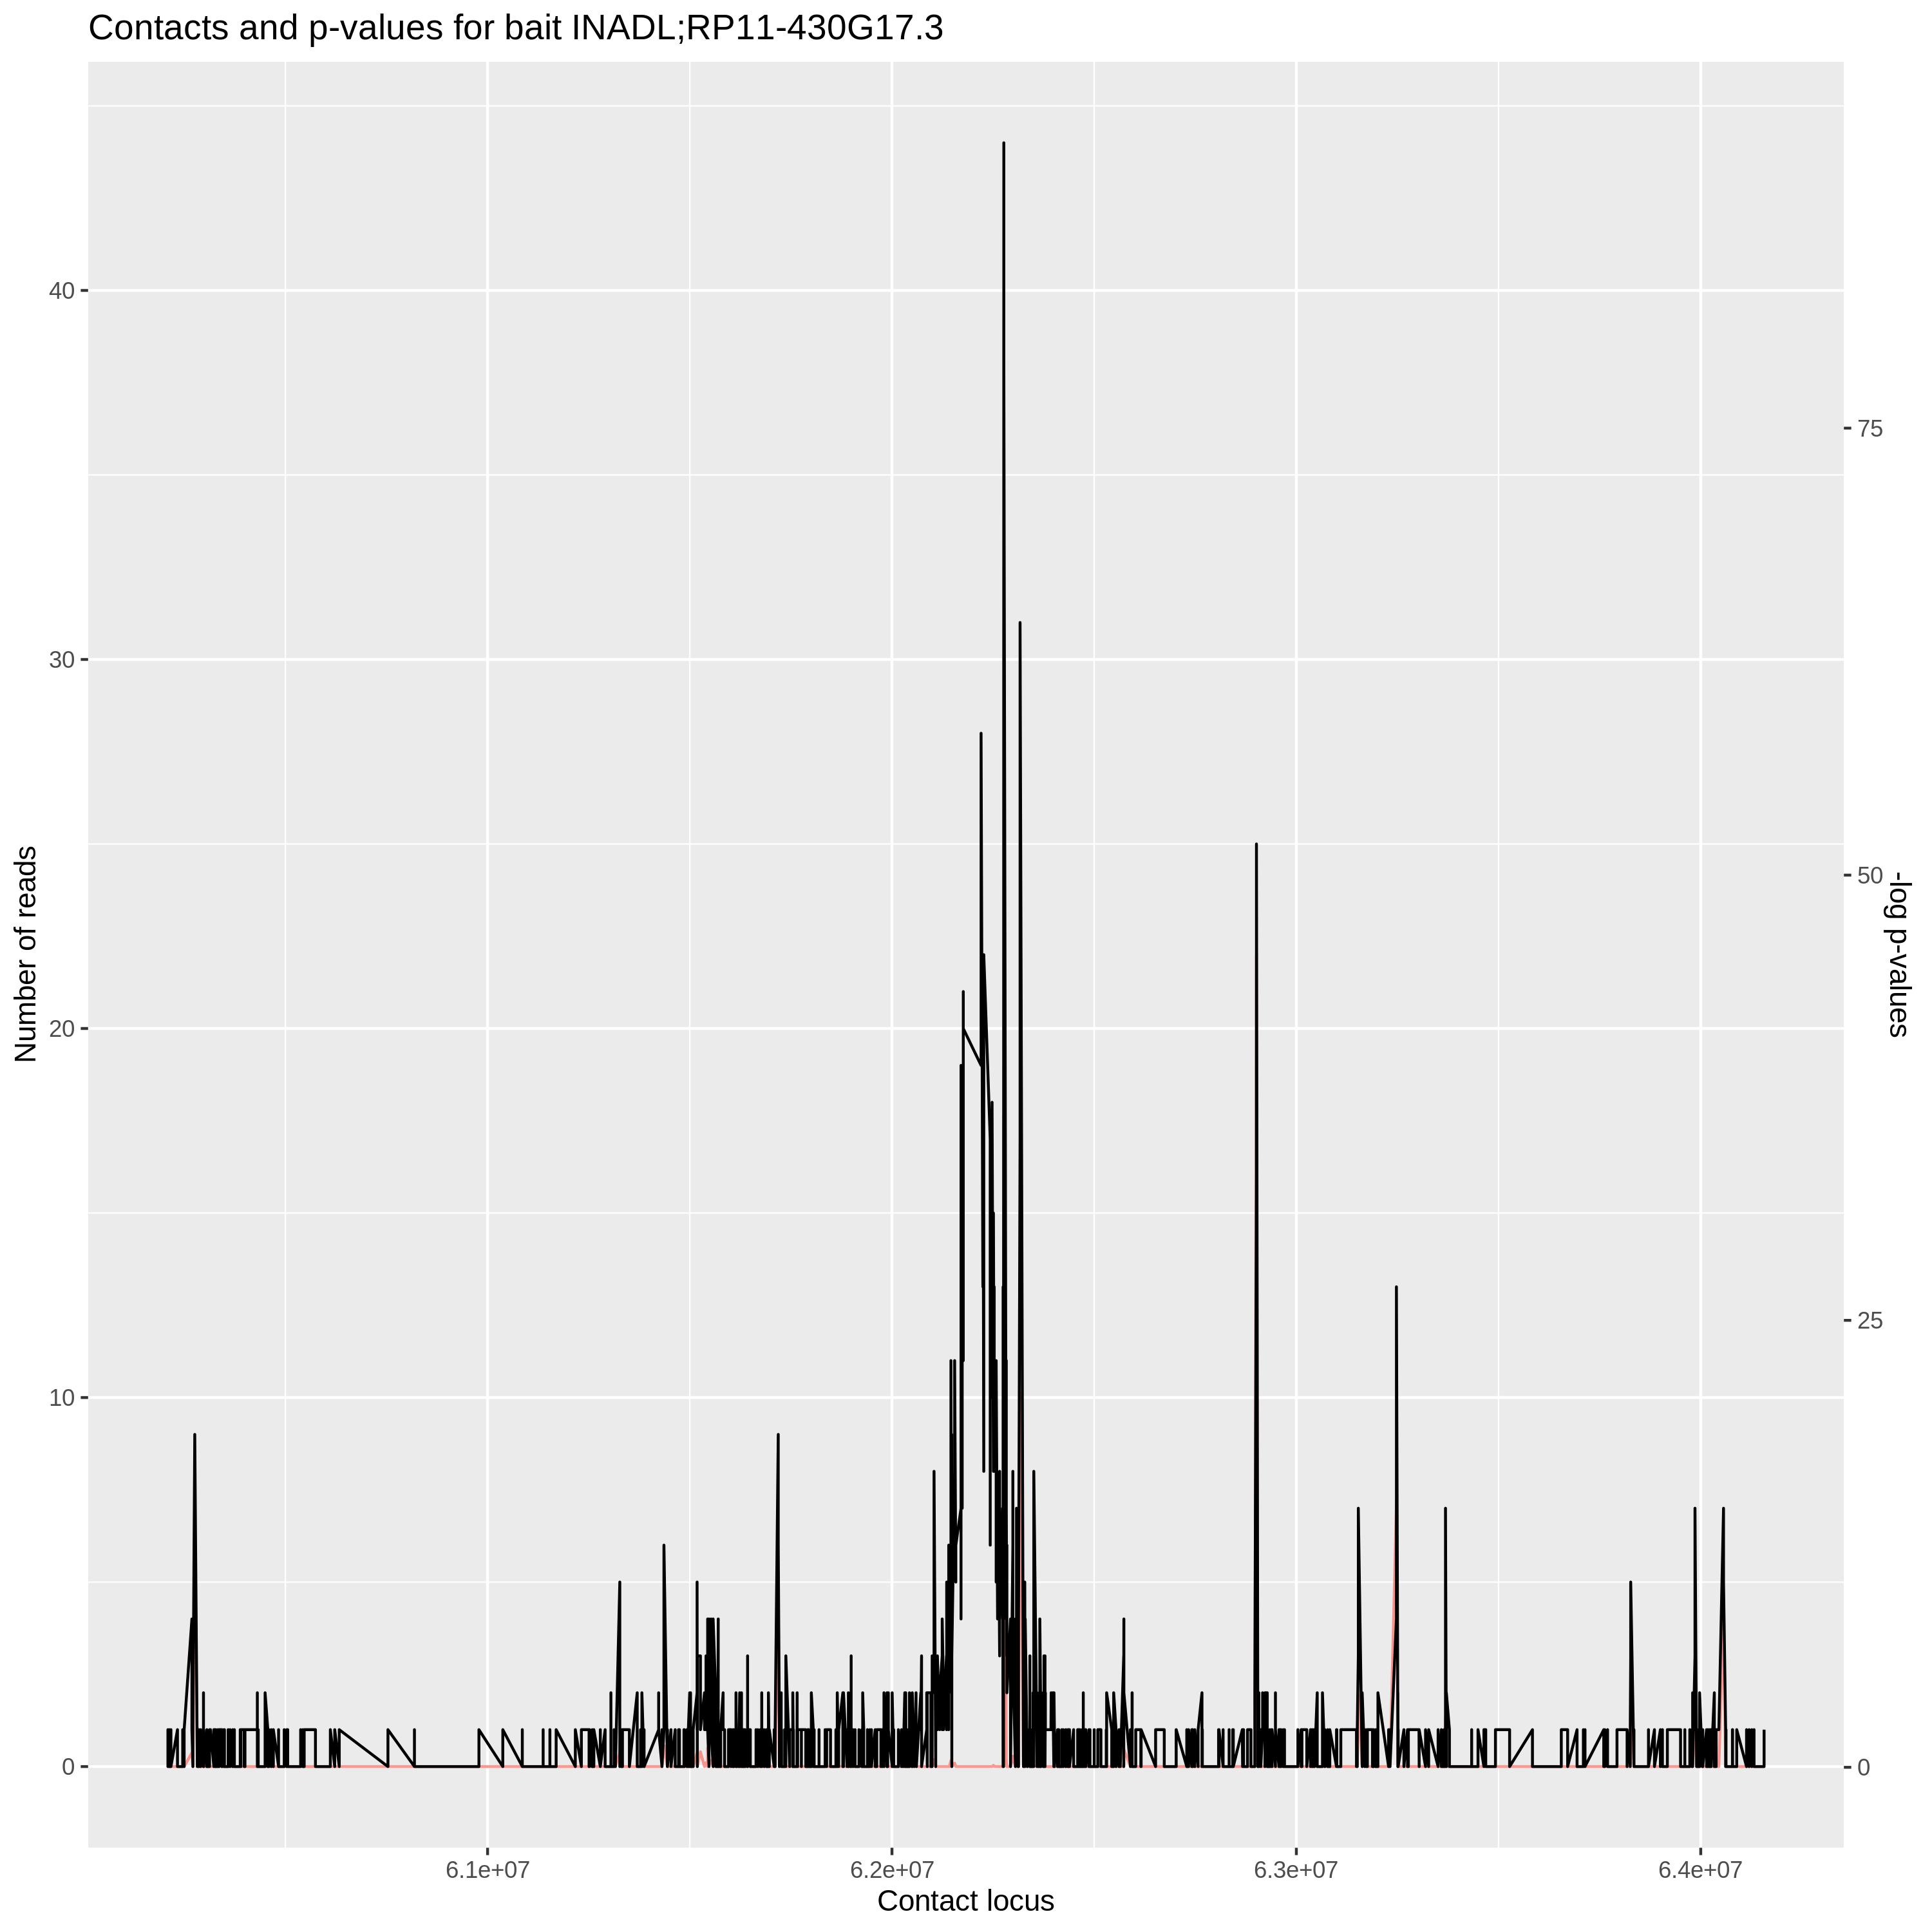 Contacts and p-values for bait INADL;RP11-430G17.3
40
30
20
10
0
Number of reads
75
50
25
0
-log p-values
6.1e+07 6.2e+07 6.3e+07 6.4e+07
Contact locus